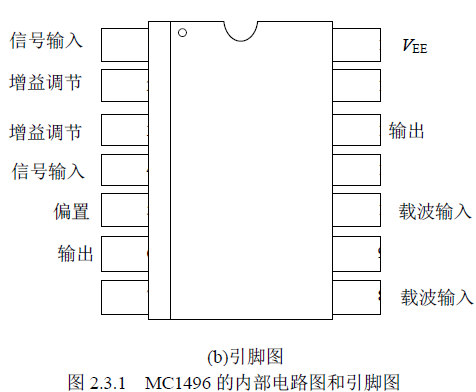 信号输入
V_EE
增益调节
增益调节
输出
信号输入
偏置
载波输入
输出
载波输入
(b)引脚图
图 2.3.1 MC1496 的内部电路图和引脚图